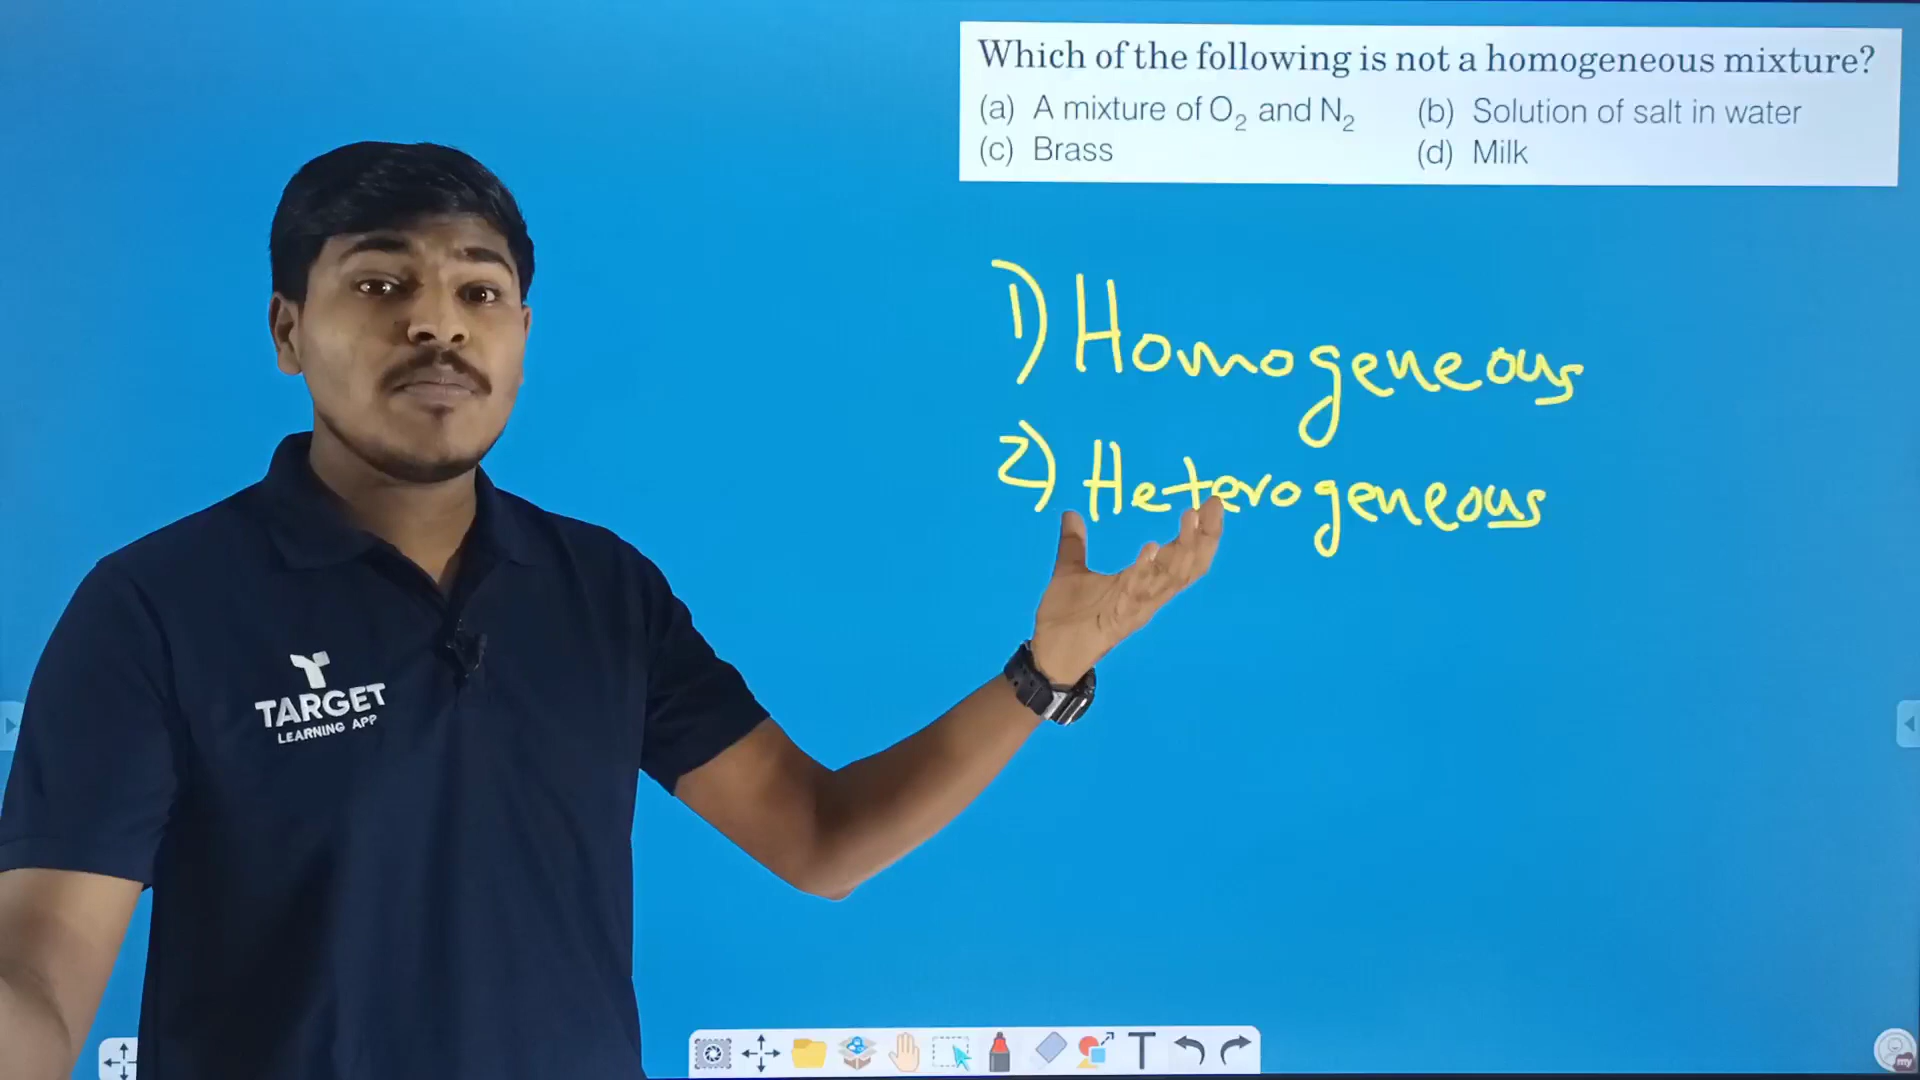 Which of the following is not a homogeneous mixture?
(a) A mixture of O₂ and N₂ (b) Solution of salt in water
(c) Brass (d) Milk
1) Homogeneous
2) Heterogeneous
TARGET
LEARNING APP
T
my